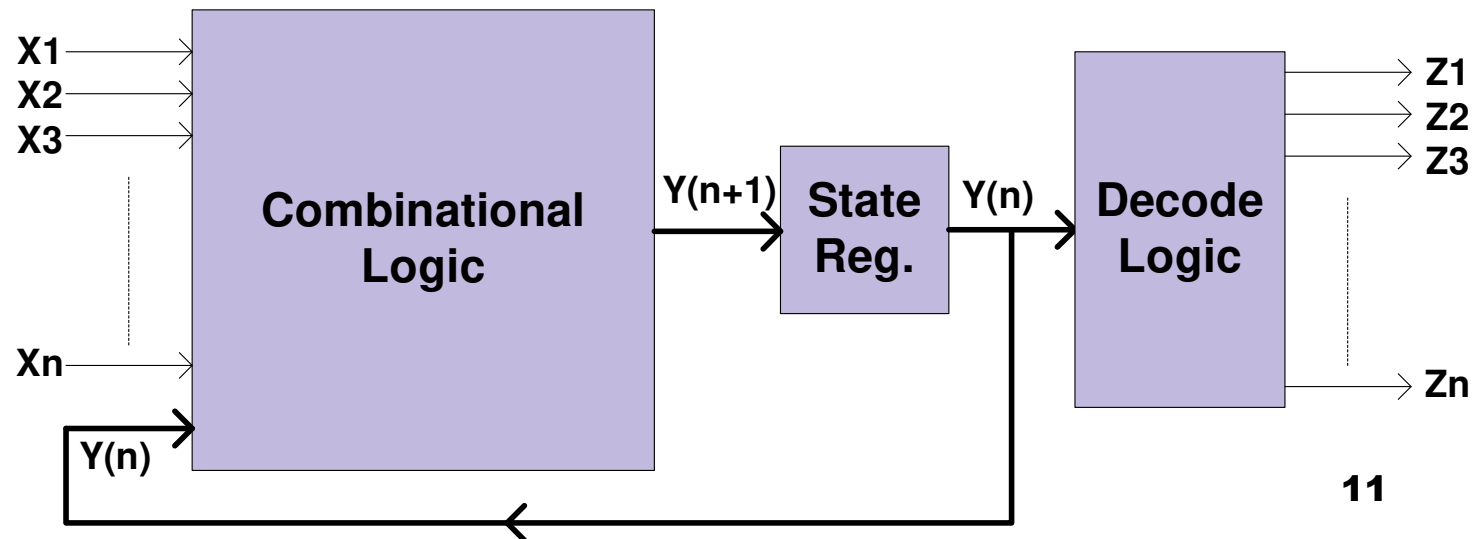 X1
X2
X3
Xn
Y(n)
Combinational
Logic
Y(n+1)
State
Reg.
Y(n)
Decode
Logic
Z1
Z2
Z3
Zn
11